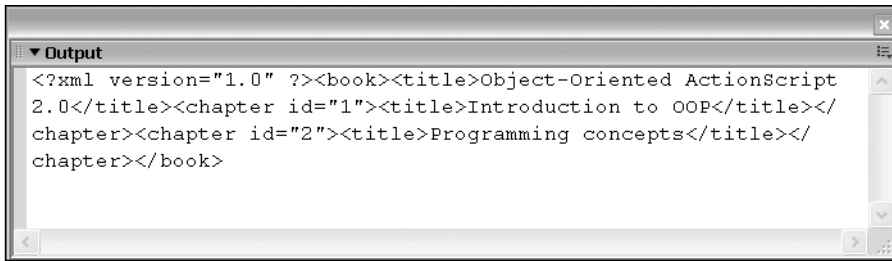 Output
<?xml version="1.0" ?><book><title>Object-Oriented ActionScript
2.0</title><chapter id="1"><title>Introduction to OOP</title></
chapter><chapter id="2"><title>Programming concepts</title></
chapter></book>